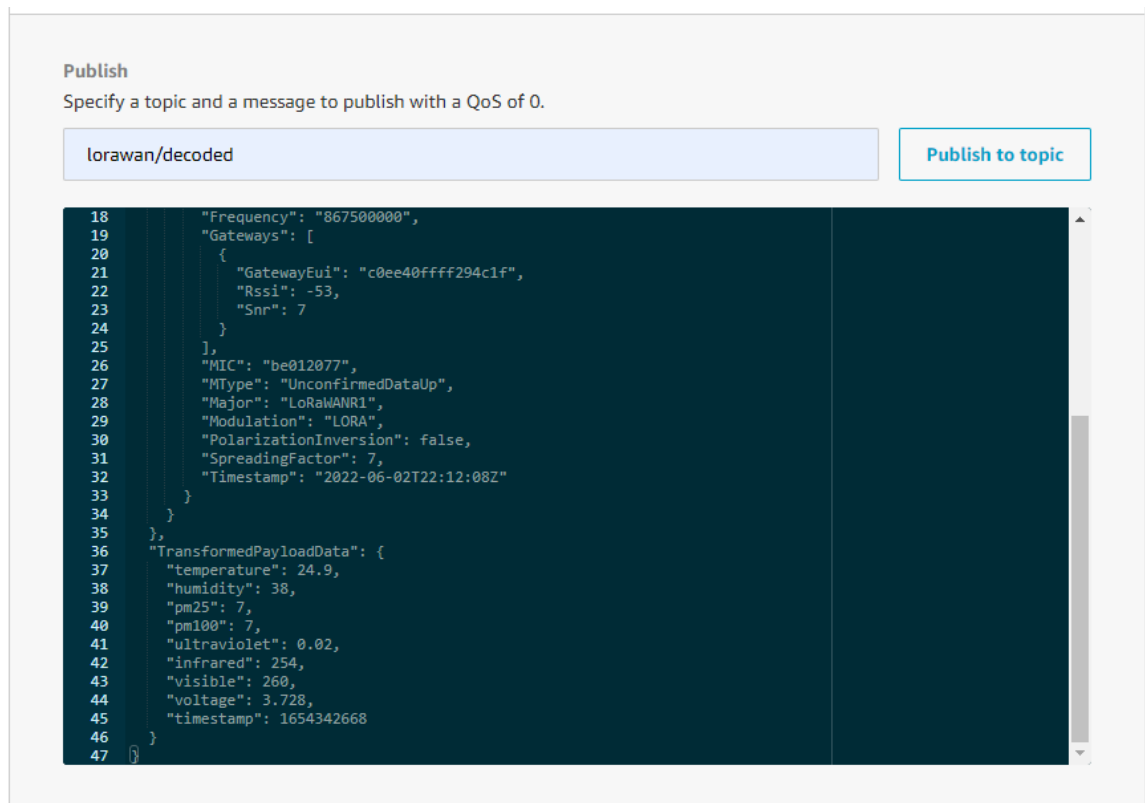 Publish
Specify a topic and a message to publish with a QoS of 0.
lorawan/decoded
Publish to topic
18 "Frequency": "867500000",
19 "Gateways": [
20 {
21 "GatewayEui": "c0ee40ffff294c1f",
22 "Rssi": -53,
23 "Snr": 7
24 }
25 ],
26 "MIC": "be012077",
27 "MType": "UnconfirmedDataUp",
28 "Major": "LoRaWANR1",
29 "Modulation": "LORA",
30 "PolarizationInversion": false,
31 "SpreadingFactor": 7,
32 "Timestamp": "2022-06-02T22:12:08Z"
33 }
34 }
35 },
36 "TransformedPayloadData": {
37 "temperature": 24.9,
38 "humidity": 38,
39 "pm25": 7,
40 "pm100": 7,
41 "ultraviolet": 0.02,
42 "infrared": 254,
43 "visible": 260,
44 "voltage": 3.728,
45 "timestamp": 1654342668
46 }
47 }